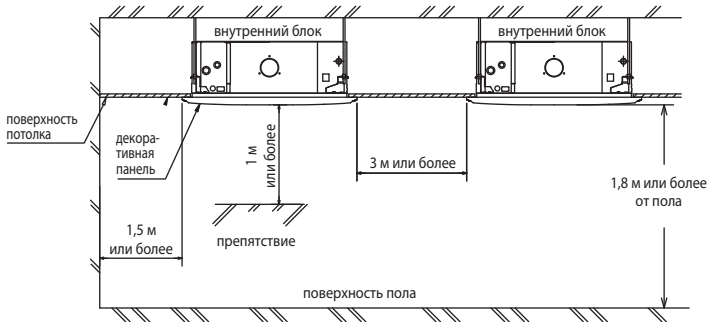 внутренний блок
внутренний блок
поверхность
потолка
декора-
тивная
панель
1 м
или более
3 м или более
1,8 м или более
от пола
1,5 м
или более
препятствие
поверхность пола